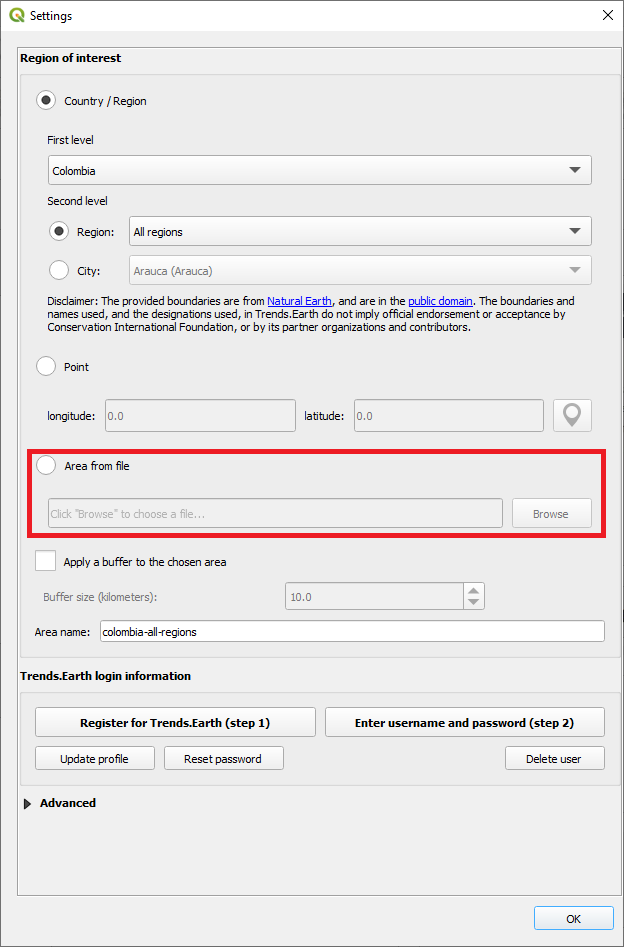 Settings
Region of interest
Country / Region
First level
Colombia
Second level
Region: All regions
City: Arauca (Arauca)
Disclaimer: The provided boundaries are from Natural Earth, and are in the public domain. The boundaries and
names used, and the designations used, in Trends.Earth do not imply official endorsement or acceptance by
Conservation International Foundation, or by its partner organizations and contributors.
Point
longitude: 0.0 latitude: 0.0
Area from file
Click "Browse" to choose a file... Browse
Apply a buffer to the chosen area
Buffer size (kilometers): 10.0
Area name: colombia-all-regions
Trends.Earth login information
Register for Trends.Earth (step 1) Enter username and password (step 2)
Update profile Reset password Delete user
Advanced
OK